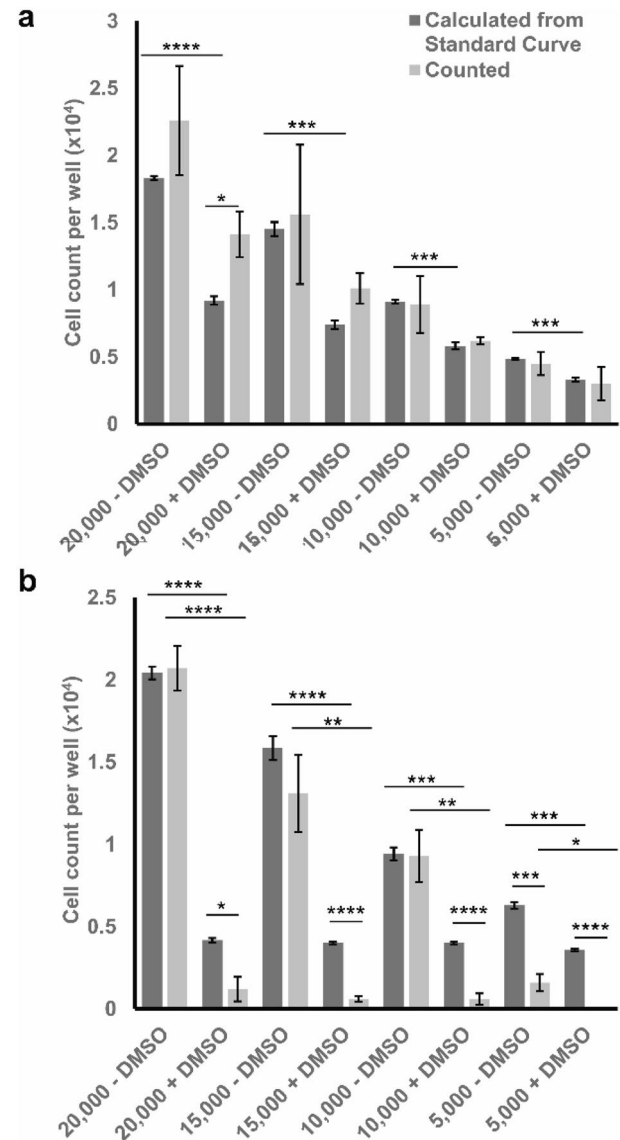 a
Calculated from
Standard Curve
Counted
Cell count per well (x10⁴)
3
2.5
2
1.5
1
0.5
0
****
*
***
***
***
20,000 - DMSO
20,000 + DMSO
15,000 - DMSO
15,000 + DMSO
10,000 - DMSO
10,000 + DMSO
5,000 - DMSO
5,000 + DMSO
b
Cell count per well (x10⁴)
2.5
2
1.5
1
0.5
0
****
****
*
****
**
****
***
**
****
***
*
***
****
20,000 - DMSO
20,000 + DMSO
15,000 - DMSO
15,000 + DMSO
10,000 - DMSO
10,000 + DMSO
5,000 - DMSO
5,000 + DMSO